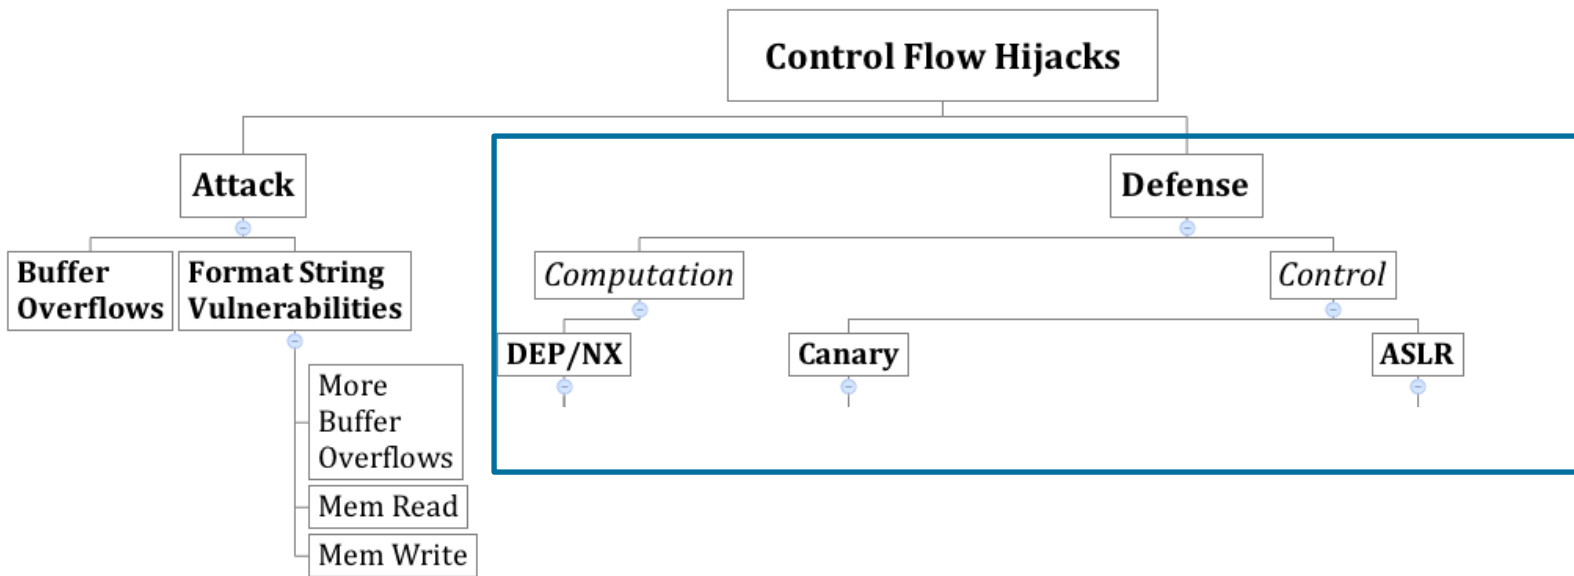 Control Flow Hijacks
Attack
Defense
Buffer
Overflows
Format String
Vulnerabilities
Computation
Control
DEP/NX
Canary
ASLR
More
Buffer
Overflows
Mem Read
Mem Write